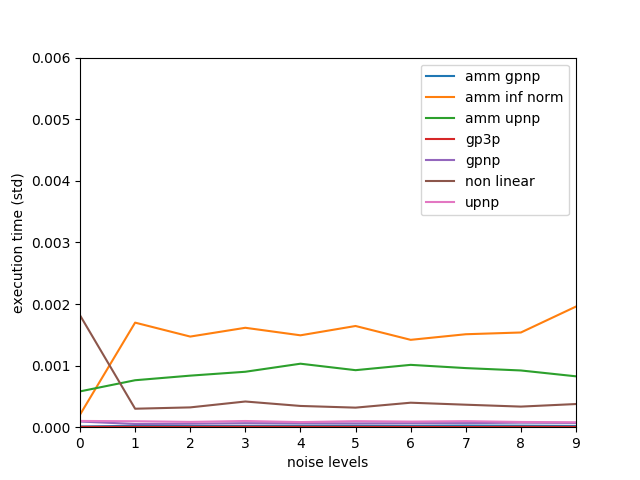 0.006
0.005
0.004
0.003
0.002
0.001
0.000
execution time (std)
amm gpnp
amm inf norm
amm upnp
gp3p
gpnp
non linear
upnp
0 1 2 3 4 5 6 7 8 9
noise levels